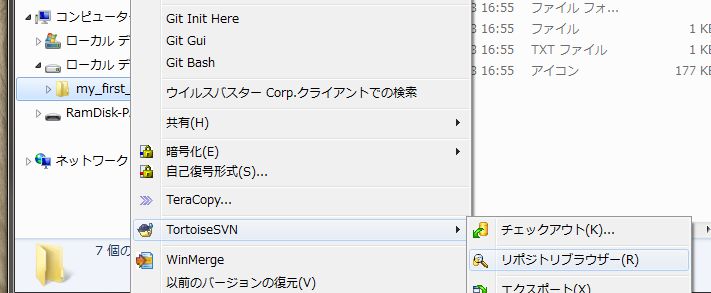 コンピューター
ローカル デ
ローカル デ
my_first_
RamDisk-P
ネットワーク
7 個の
Git Init Here
Git Gui
Git Bash
ウイルスバスター Corp.クライアントでの検索
共有(H)
暗号化(E)
自己復号形式(S)...
TeraCopy...
TortoiseSVN
WinMerge
以前のバージョンの復元(V)
チェックアウト(K)...
リポジトリブラウザー(R)
エクスポート(X)
3 16:55 ファイル フォ...
3 16:55 ファイル 1 KE
3 16:55 TXT ファイル 1 KE
3 16:55 アイコン 177 KE